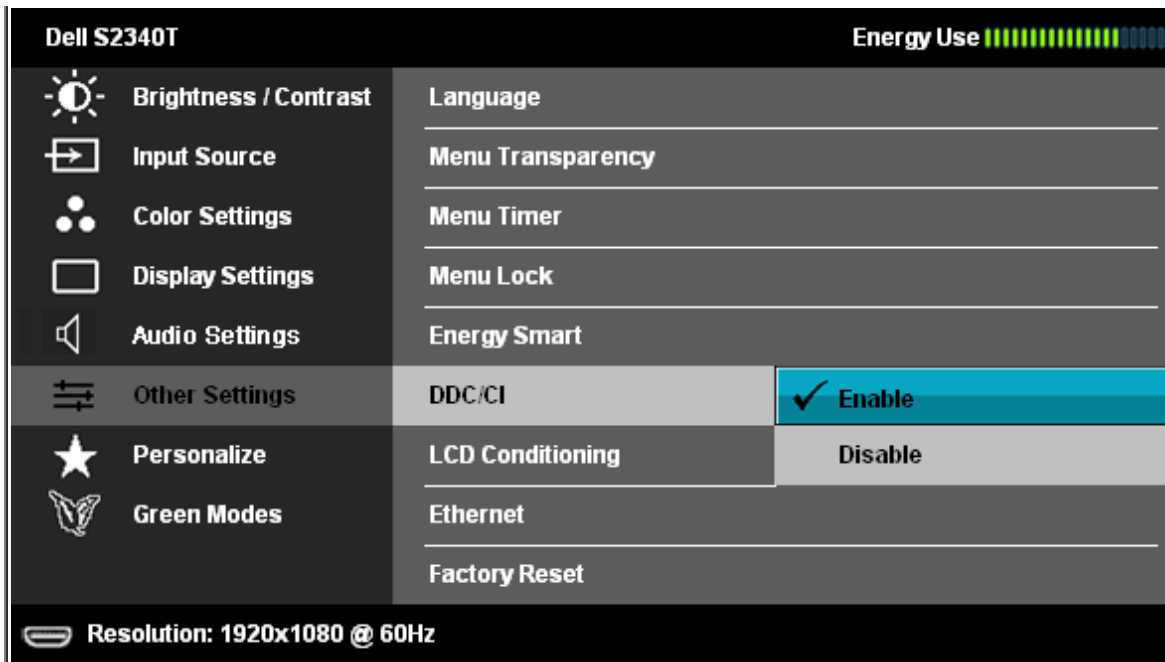 Dell S2340T Energy Use
Brightness / Contrast Language
Input Source Menu Transparency
Color Settings Menu Timer
Display Settings Menu Lock
Audio Settings Energy Smart
Other Settings DDC/CI Enable
Personalize LCD Conditioning Disable
Green Modes Ethernet
Factory Reset
Resolution: 1920x1080 @ 60Hz